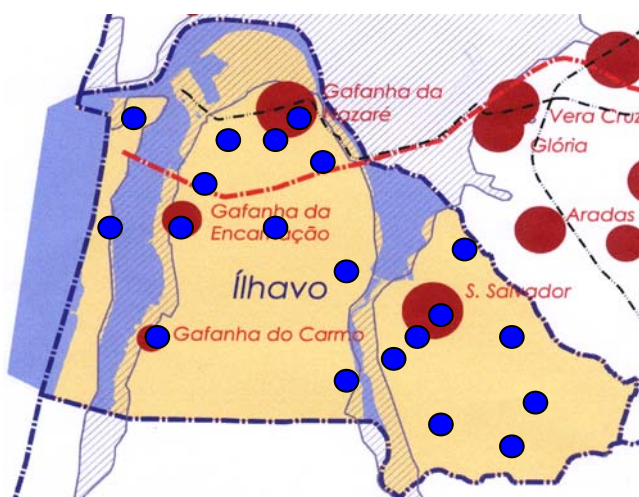 Gafanha da
Nazaré
Vera Cruz
Glória
Aradas
Gafanha da
Encarnação
Ílhavo
S. Salvador
Gafanha do Carmo